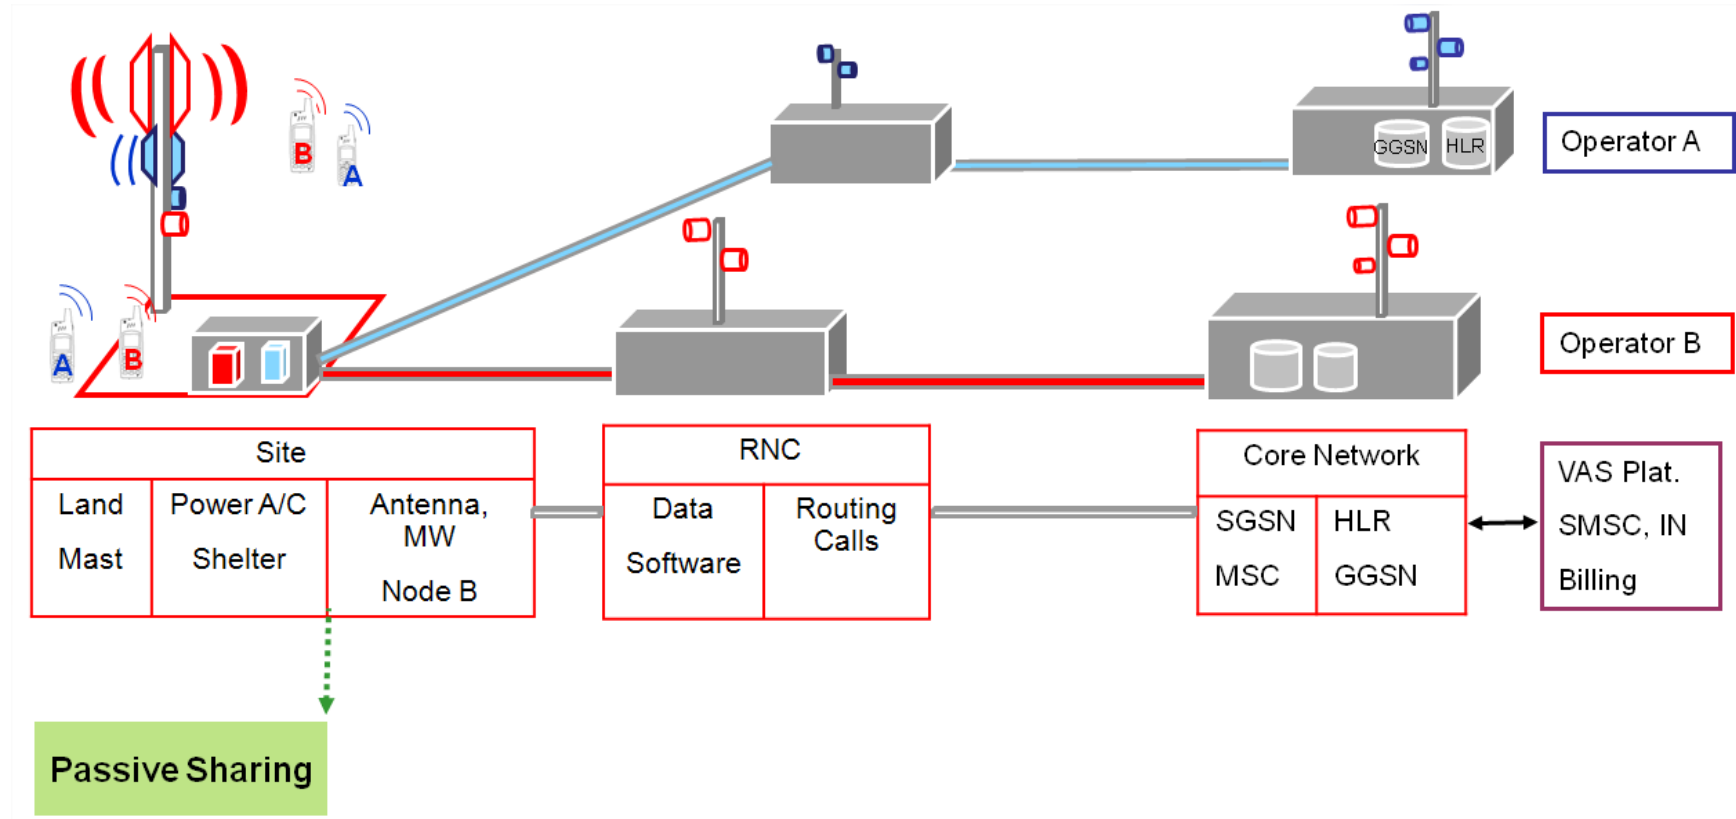 B
A
GGSN
HLR
Operator A
A
B
Operator B
Site
Land
Mast
Power A/C
Shelter
Antenna,
MW
Node B
RNC
Data
Software
Routing
Calls
Core Network
SGSN
MSC
HLR
GGSN
VAS Plat.
SMSC, IN
Billing
Passive Sharing